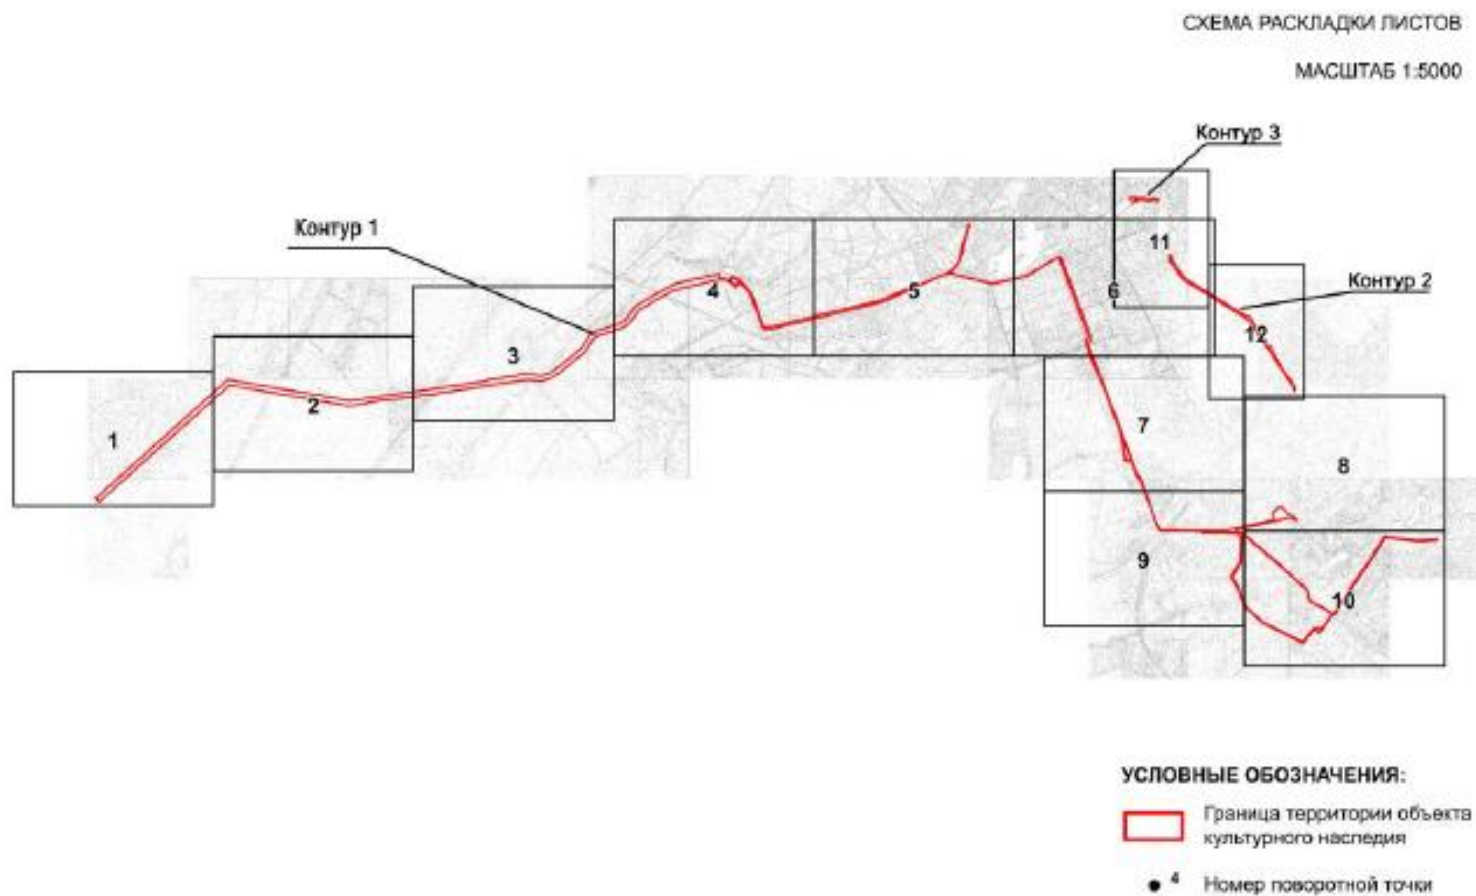 СХЕМА РАСКЛАДКИ ЛИСТОВ
МАСШТАБ 1:5000
Контур 3
Контур 1
11
Контур 2
4
5
6
12
3
2
1
7
8
9
10
УСЛОВНЫЕ ОБОЗНАЧЕНИЯ:
Граница территории объекта
культурного наследия
4 Номер поворотной точки